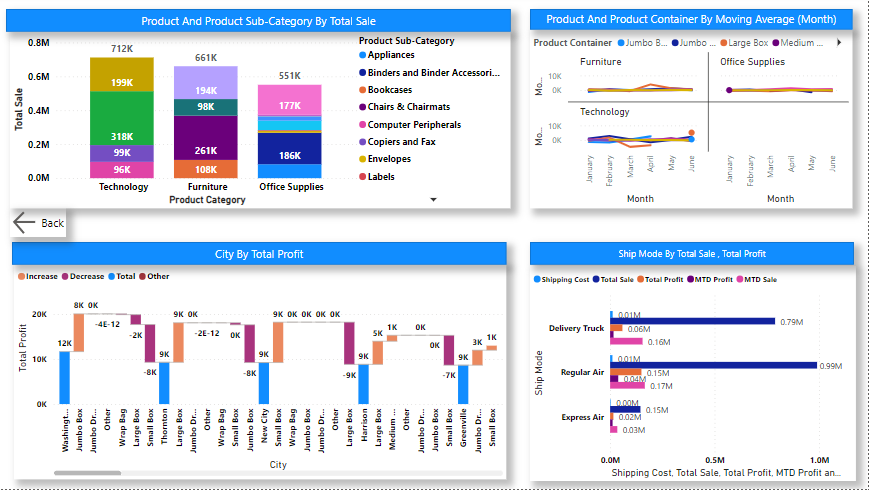 Product And Product Sub-Category By Total Sale
Total Sale
0.8M
0.6M
0.4M
0.2M
0.0M
712K
199K
318K
99K
96K
661K
194K
98K
261K
108K
551K
177K
186K
Technology
Furniture
Office Supplies
Product Category
Product Sub-Category
Appliances
Binders and Binder Accessori...
Bookcases
Chairs & Chairmats
Computer Peripherals
Copiers and Fax
Envelopes
Labels
Product And Product Container By Moving Average (Month)
Product Container Jumbo B... Jumbo ... Large Box Medium ...
Furniture
Office Supplies
Mo...
10K
0K
Technology
Mo...
10K
0K
January
February
March
April
May
June
January
February
March
April
May
June
Month
Month
Back
City By Total Profit
Increase Decrease Total Other
Total Profit
20K
10K
0K
12K
8K
0K
-4E-12
-2K
-8K
9K
9K
0K
-2E-12
0K
-8K
9K
9K
0K
0K
0K
0K
-9K
9K
5K
1K
0K
0K
-7K
9K
3K
1K
Washingt...
Jumbo Box
Jumbo Dr...
Other
Wrap Bag
Large Box
Small Box
Thornton
Large Box
Jumbo Dr...
Other
Wrap Bag
Small Box
Jumbo Box
New City
Small Box
Wrap Bag
Jumbo Box
Jumbo Dr...
Other
Large Box
Harrison
Large Box
Medium ...
Other
Jumbo Dr...
Jumbo Box
Small Box
Greenville
Jumbo Dr...
Small Box
City
Ship Mode By Total Sale , Total Profit
Shipping Cost Total Sale Total Profit MTD Profit MTD Sale
Ship Mode
Delivery Truck
0.01M
0.79M
0.06M
0.16M
Regular Air
0.01M
0.99M
0.15M
0.04M
0.17M
Express Air
0.00M
0.15M
0.02M
0.03M
0.0M
0.5M
1.0M
Shipping Cost, Total Sale, Total Profit, MTD Profit an...